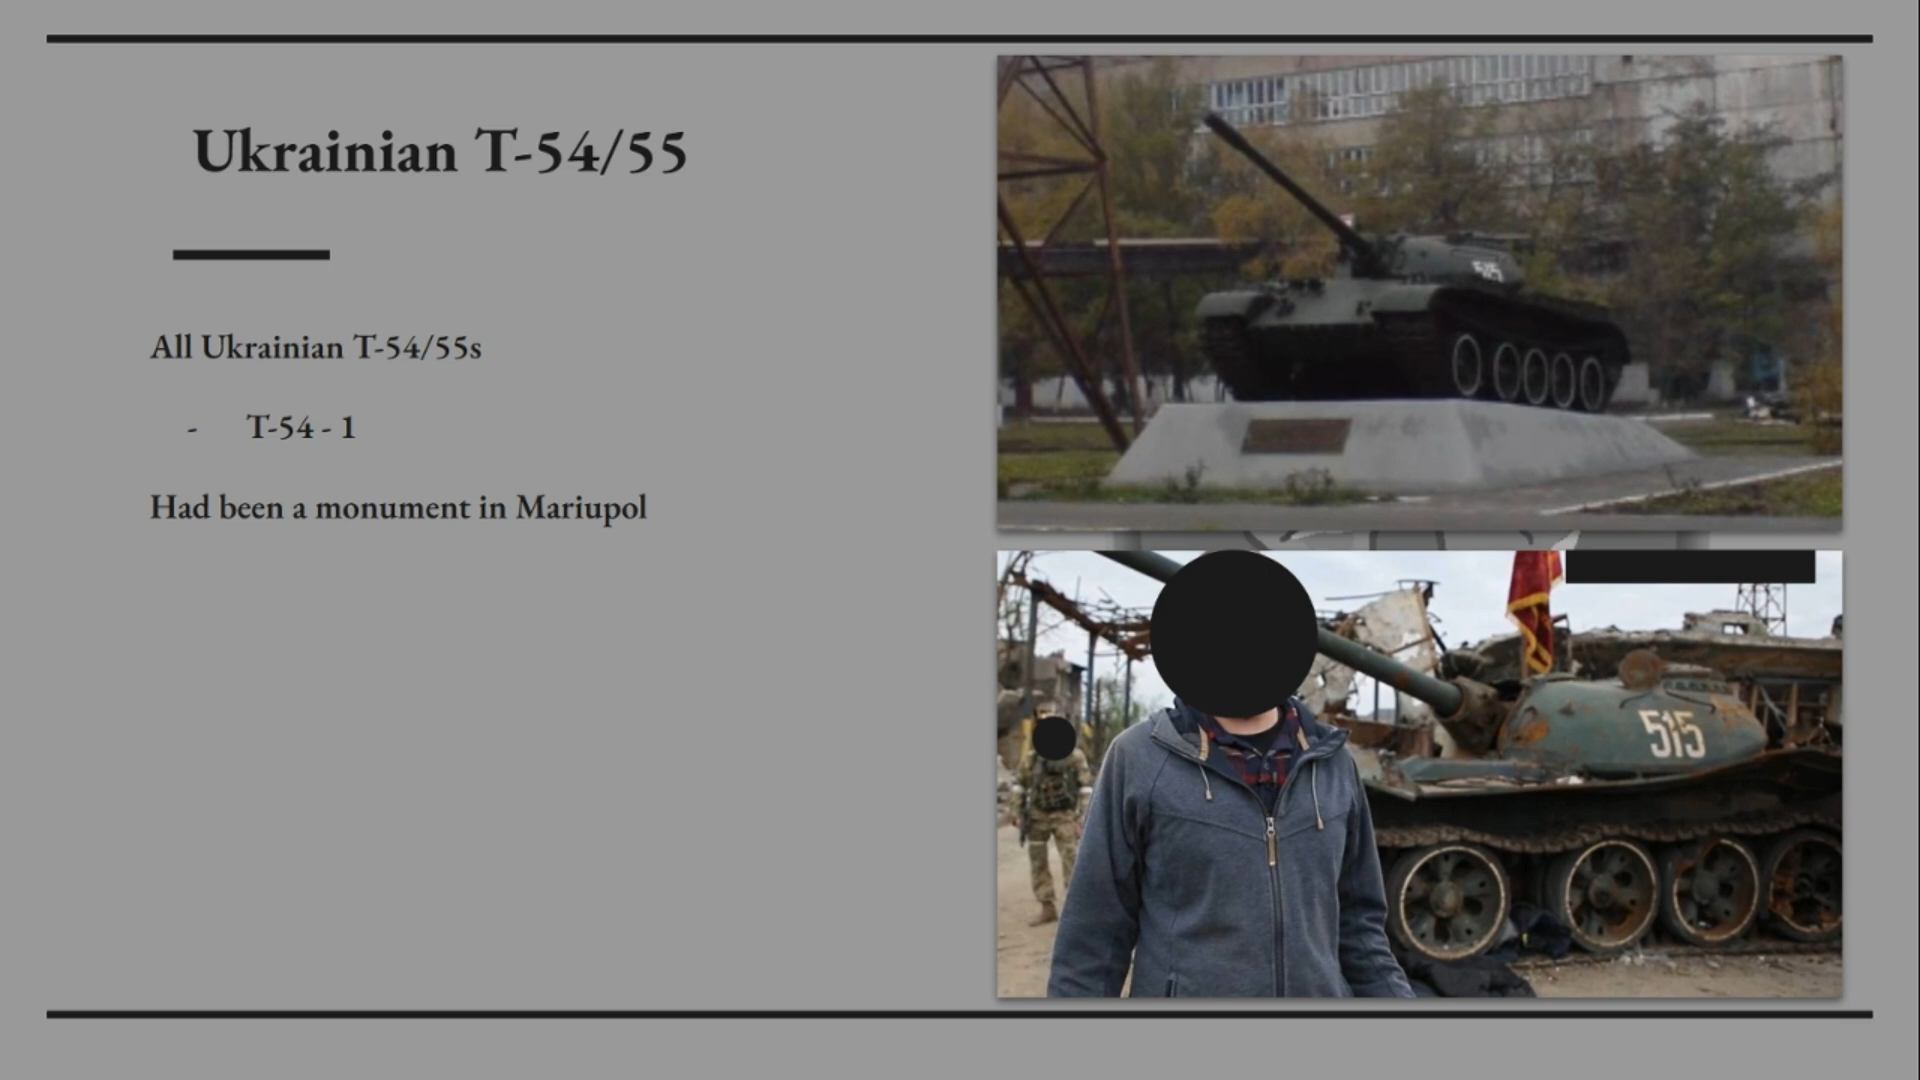 Ukrainian T-54/55
All Ukrainian T-54/55s
- T-54 - 1
Had been a monument in Mariupol
515
515